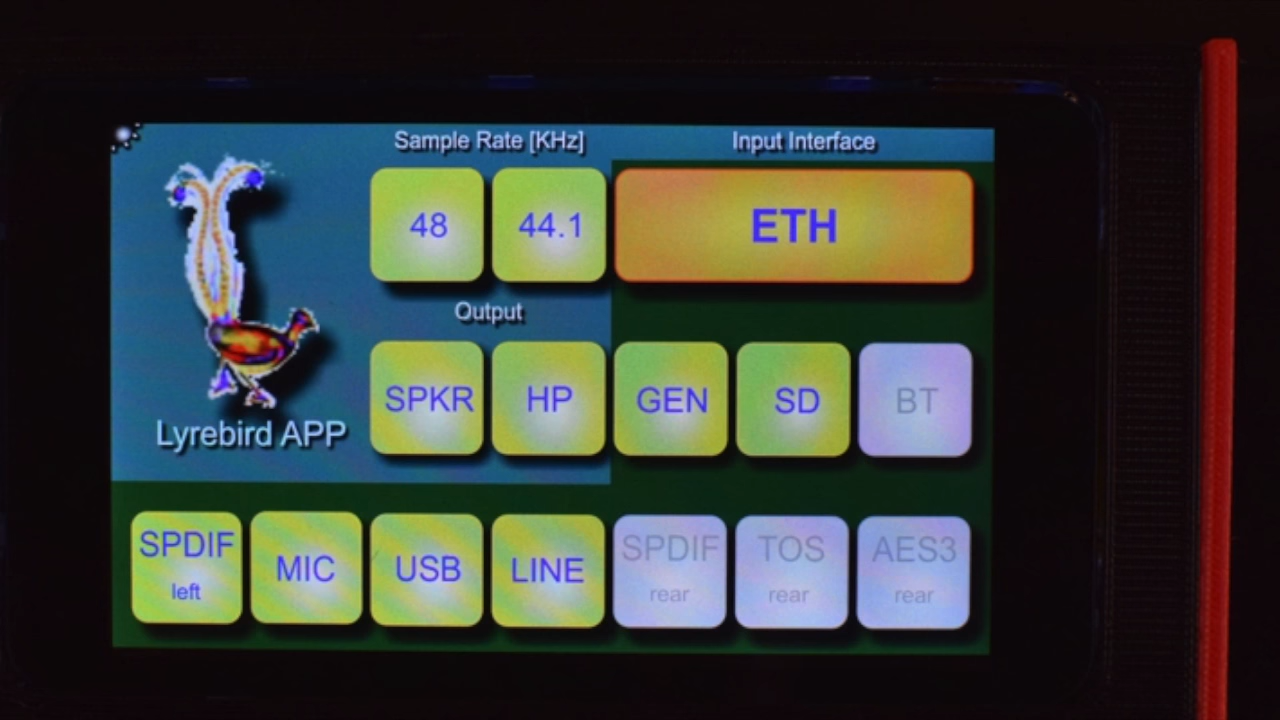 Sample Rate [KHz]
Input Interface
48
44.1
ETH
Output
SPKR
HP
GEN
SD
BT
Lyrebird APP
SPDIF
left
MIC
USB
LINE
SPDIF
rear
TOS
rear
AES3
rear